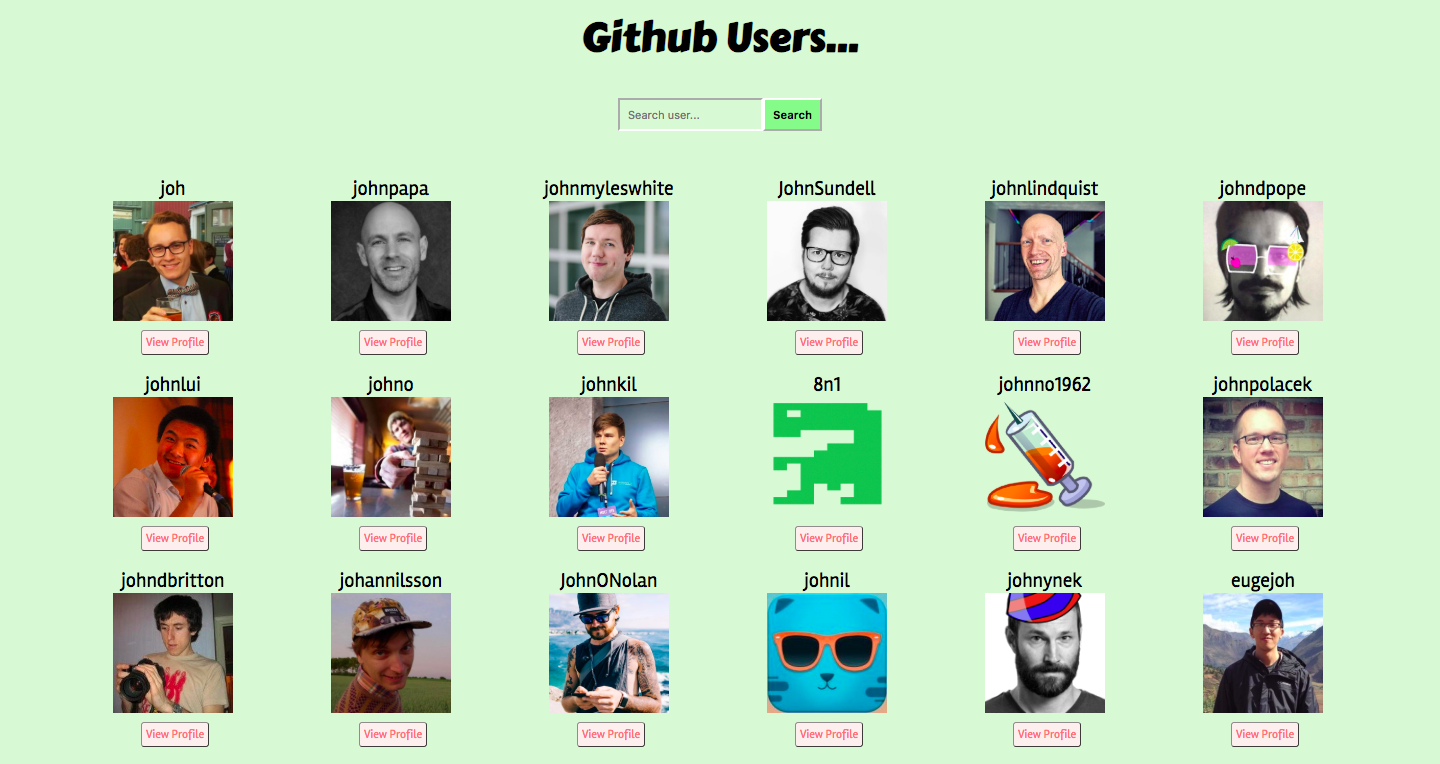 Github Users...
Search user...
Search
joh johnpapa johnmyleswhite JohnSundell johnlindquist johndpope
View Profile View Profile View Profile View Profile View Profile View Profile
johnlui johno johnkil 8n1 johnno1962 johnpolacek
View Profile View Profile View Profile View Profile View Profile View Profile
johndbritton johannilsson JohnONolan johnil johnynek eugejoh
View Profile View Profile View Profile View Profile View Profile View Profile